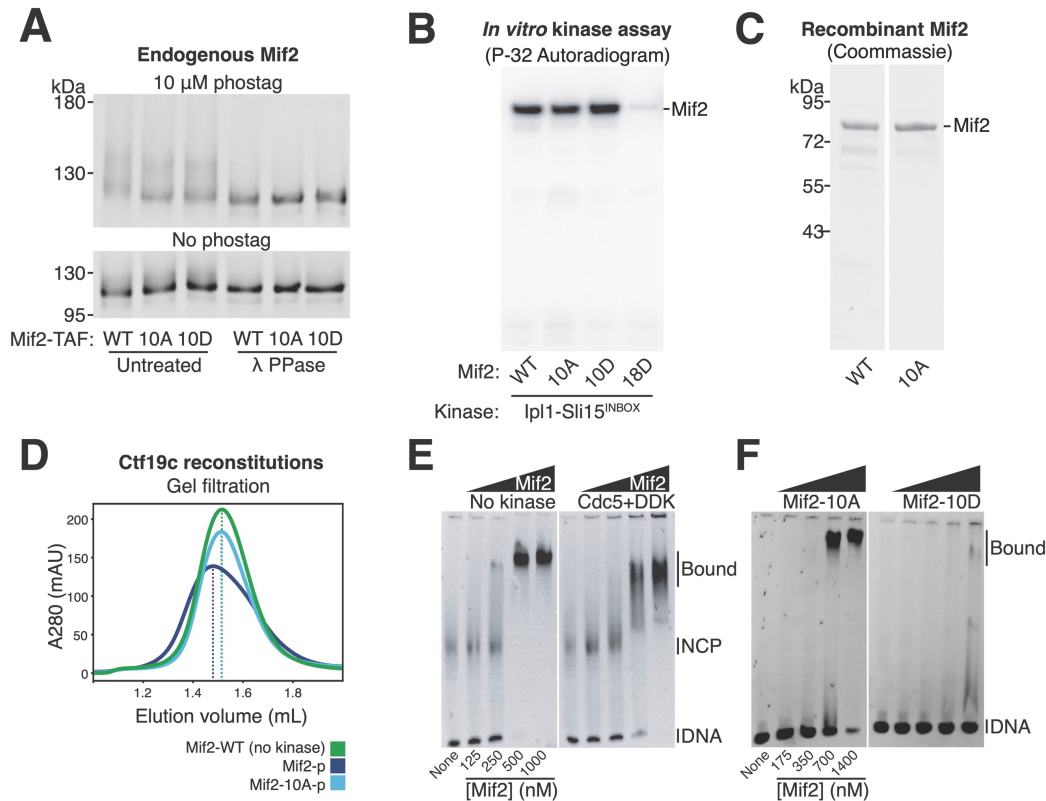 A
Endogenous Mif2
10 µM phostag
kDa
180-
130-
No phostag
130-
95-
Mif2-TAF: WT 10A 10D WT 10A 10D
Untreated λ PPase
B
In vitro kinase assay
(P-32 Autoradiogram)
-Mif2
Mif2: WT 10A 10D 18D
Kinase: Ipl1-Sli15INBOX
C
Recombinant Mif2
(Coommassie)
kDa
95-
72-
55-
43-
-Mif2
WT 10A
D
Ctf19c reconstitutions
Gel filtration
A280 (mAU)
200
150
100
50
0
1.2 1.4 1.6 1.8
Elution volume (mL)
Mif2-WT (no kinase)
Mif2-p
Mif2-10A-p
E
Mif2 Mif2
No kinase Cdc5+DDK
Bound
NCP
DNA
None 125 250 500 1000
[Mif2] (nM)
F
Mif2-10A Mif2-10D
Bound
DNA
None 175 350 700 1400
[Mif2] (nM)